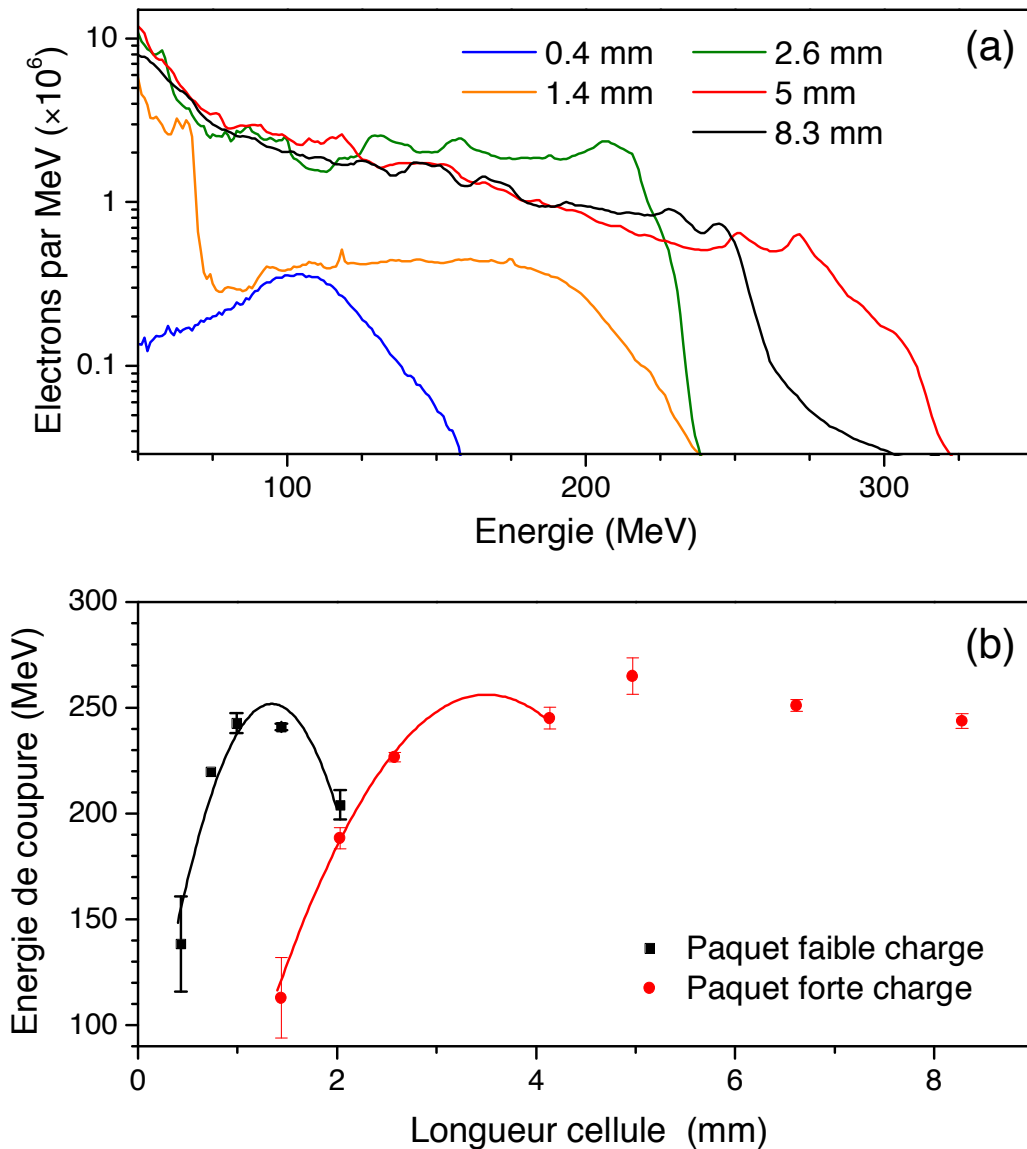 (a)
10
1
0.1
Electrons par MeV (×10⁶)
0.4 mm
1.4 mm
2.6 mm
5 mm
8.3 mm
100
200
300
Energie (MeV)
(b)
300
250
200
150
100
Energie de coupure (MeV)
Paquet faible charge
Paquet forte charge
0
2
4
6
8
Longueur cellule (mm)